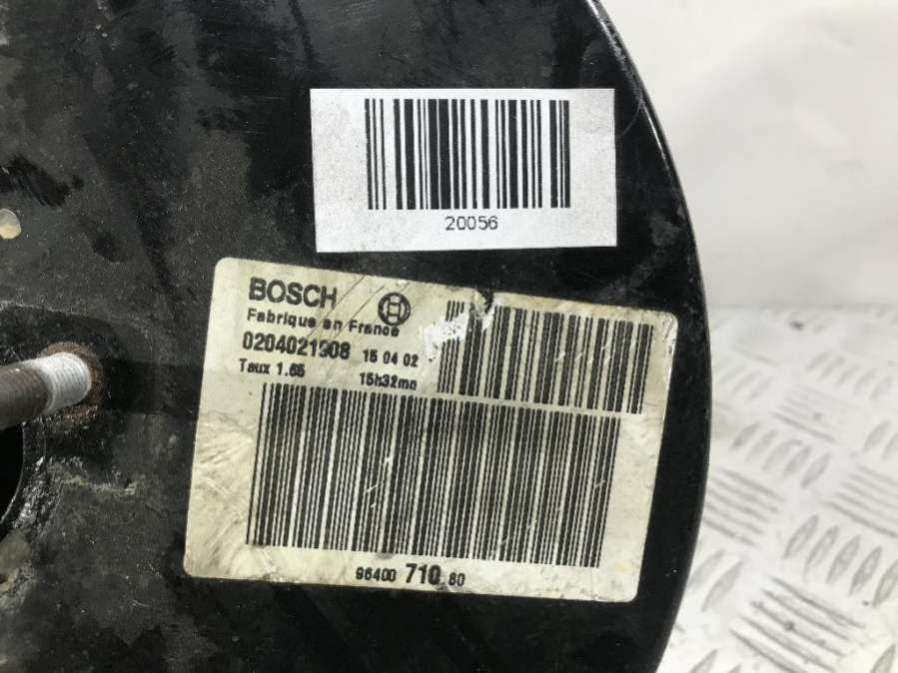 20056
BOSCH
Fabrique en France
0204021908 15 04 02
Taux 1.65 15h32mn
96400 710 80